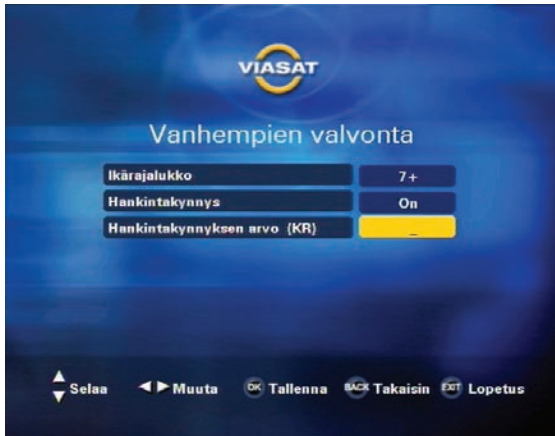 VIASAT
Vanhempien valvonta
Ikärajalukko 7+
Hankintakynnys On
Hankintakynnyksen arvo (KR) _
Selaa Muuta OK Tallenna BACK Takaisin EXIT Lopetus